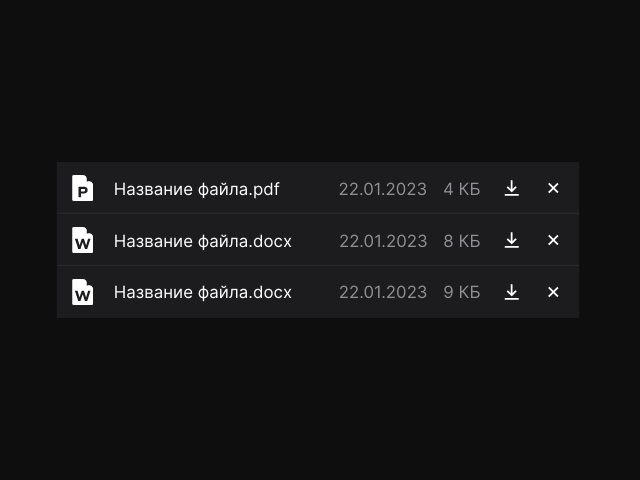 P Название файла.pdf 22.01.2023 4 КБ
W Название файла.docx 22.01.2023 8 КБ
W Название файла.docx 22.01.2023 9 КБ